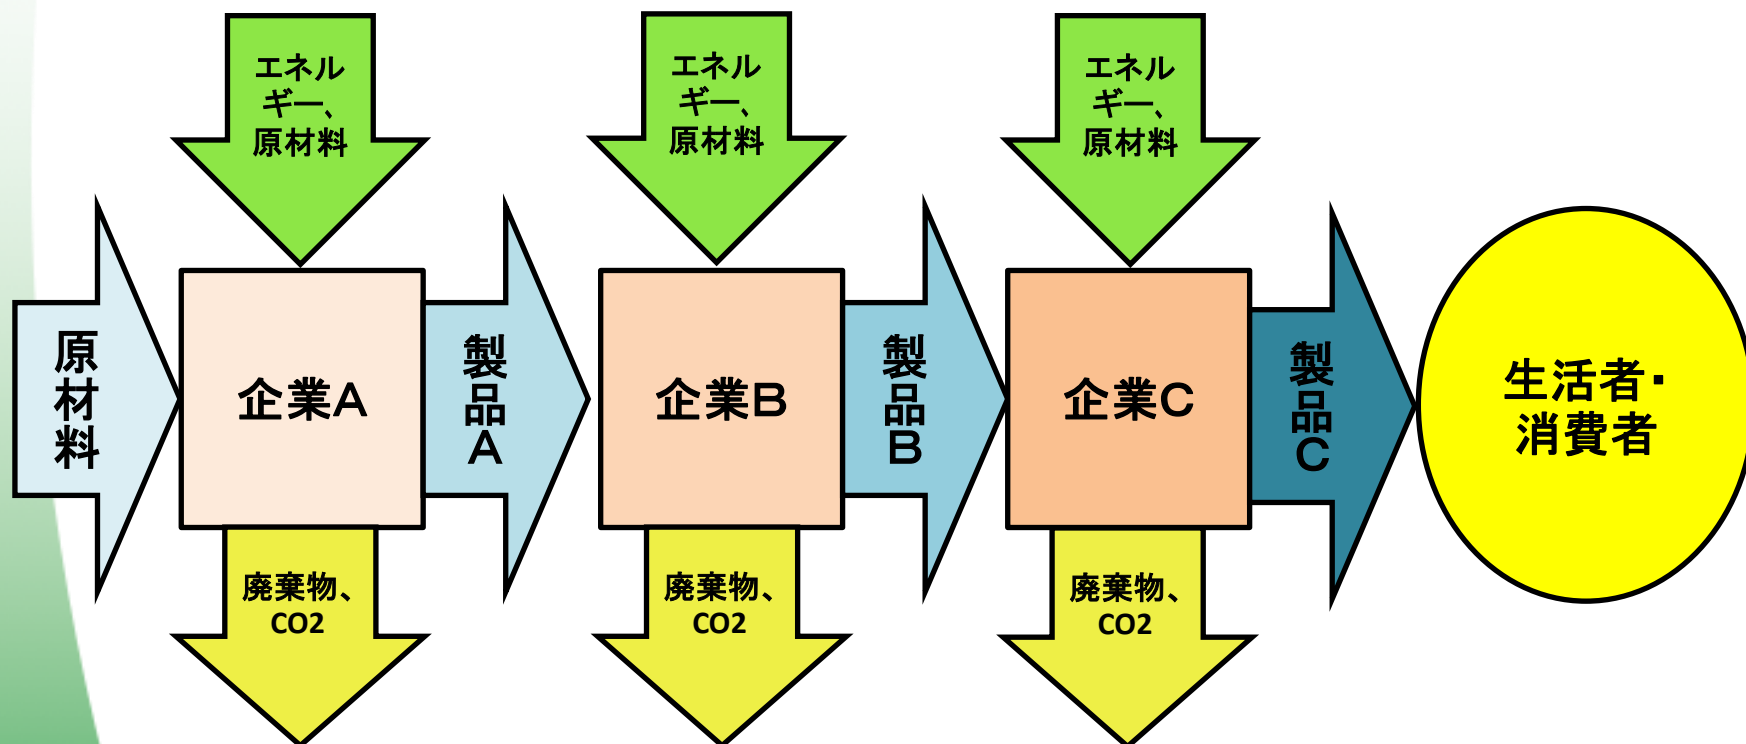 エネル
ギー、
原材料
エネル
ギー、
原材料
エネル
ギー、
原材料
原材料
企業A
製品A
企業B
製品B
企業C
製品C
生活者・
消費者
廃棄物、
CO2
廃棄物、
CO2
廃棄物、
CO2